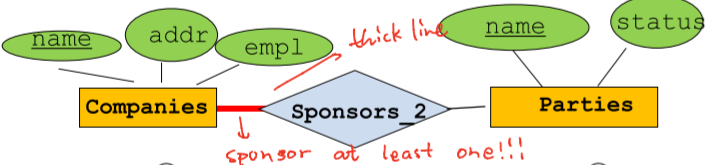 name addr empl thick line name status
Companies Sponsors_2 Parties
sponsor at least one!!!